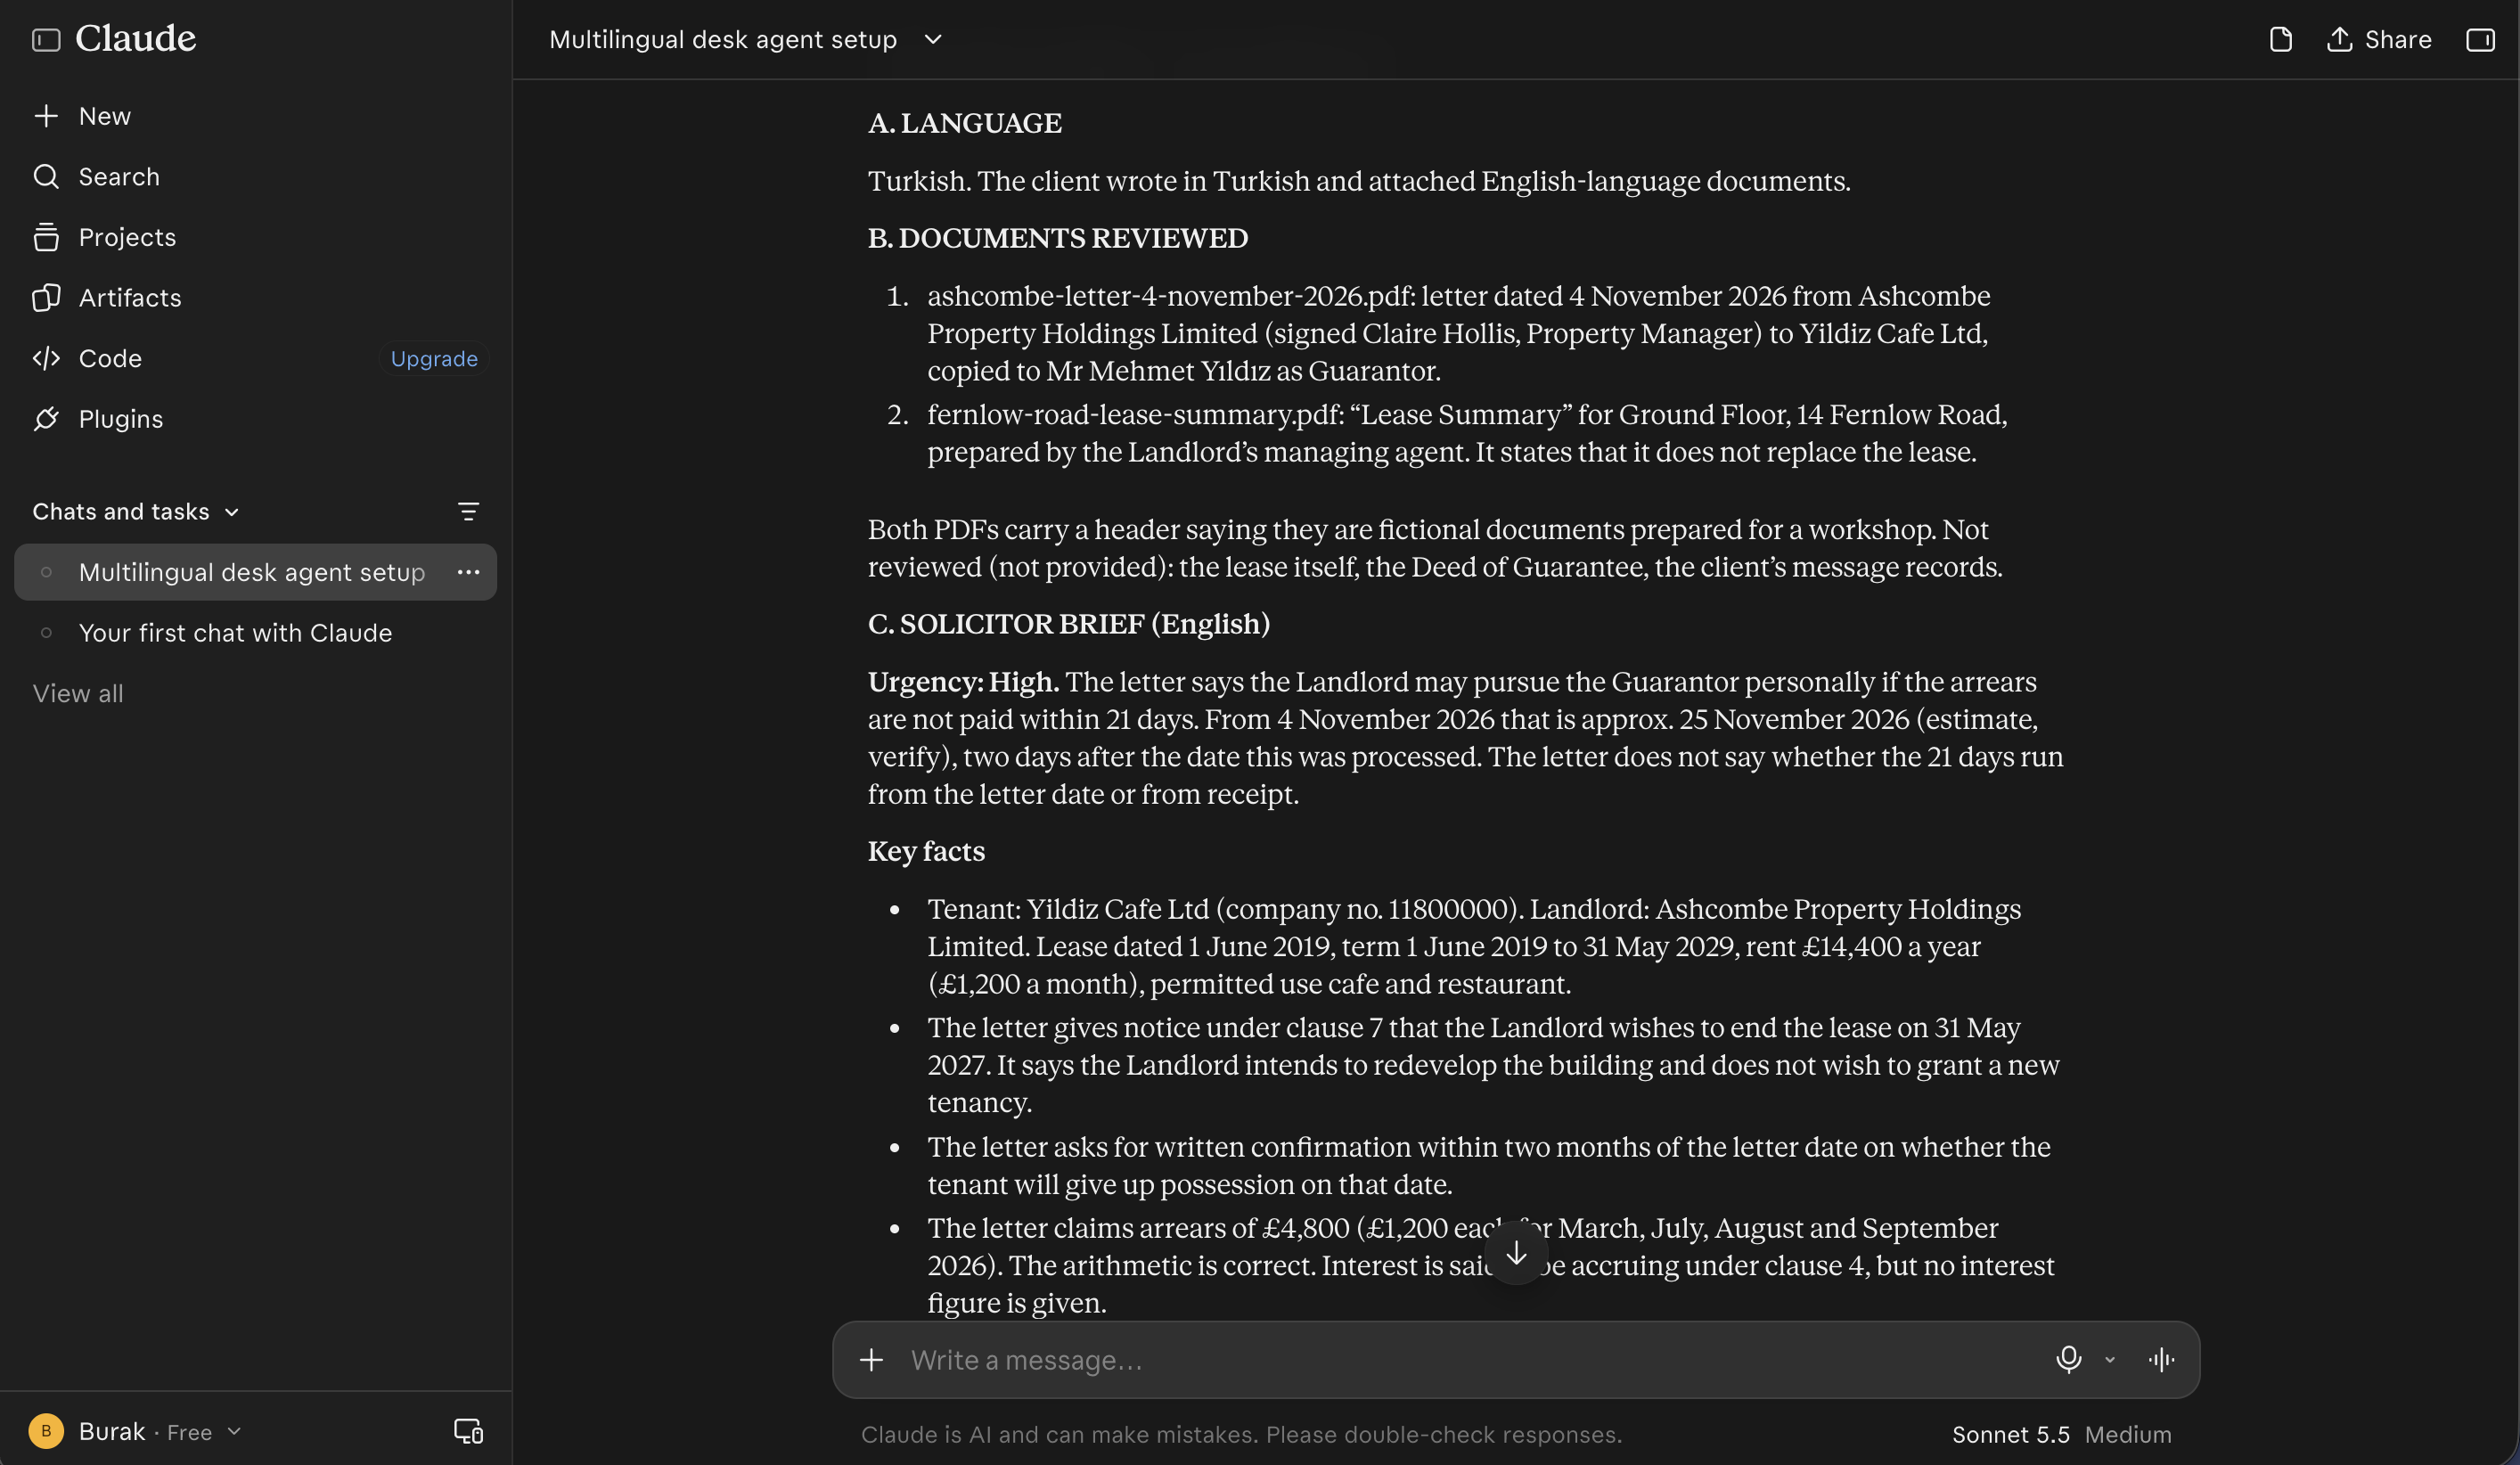 Claude
New
Search
Projects
Artifacts
Code
Upgrade
Plugins
Chats and tasks
Multilingual desk agent setup
Your first chat with Claude
View all
B
Burak · Free
Multilingual desk agent setup
Share
A. LANGUAGE
Turkish. The client wrote in Turkish and attached English-language documents.
B. DOCUMENTS REVIEWED
1. ashcombe-letter-4-november-2026.pdf: letter dated 4 November 2026 from Ashcombe
Property Holdings Limited (signed Claire Hollis, Property Manager) to Yildiz Cafe Ltd,
copied to Mr Mehmet Yıldız as Guarantor.
2. fernlow-road-lease-summary.pdf: “Lease Summary” for Ground Floor, 14 Fernlow Road,
prepared by the Landlord’s managing agent. It states that it does not replace the lease.
Both PDFs carry a header saying they are fictional documents prepared for a workshop. Not
reviewed (not provided): the lease itself, the Deed of Guarantee, the client’s message records.
C. SOLICITOR BRIEF (English)
Urgency: High. The letter says the Landlord may pursue the Guarantor personally if the arrears
are not paid within 21 days. From 4 November 2026 that is approx. 25 November 2026 (estimate,
verify), two days after the date this was processed. The letter does not say whether the 21 days run
from the letter date or from receipt.
Key facts
• Tenant: Yildiz Cafe Ltd (company no. 11800000). Landlord: Ashcombe Property Holdings
Limited. Lease dated 1 June 2019, term 1 June 2019 to 31 May 2029, rent £14,400 a year
(£1,200 a month), permitted use cafe and restaurant.
• The letter gives notice under clause 7 that the Landlord wishes to end the lease on 31 May
2027. It says the Landlord intends to redevelop the building and does not wish to grant a new
tenancy.
• The letter asks for written confirmation within two months of the letter date on whether the
tenant will give up possession on that date.
• The letter claims arrears of £4,800 (£1,200 each for March, July, August and September
2026). The arithmetic is correct. Interest is said be accruing under clause 4, but no interest
figure is given.
Write a message…
Claude is AI and can make mistakes. Please double-check responses.
Sonnet 5.5 Medium